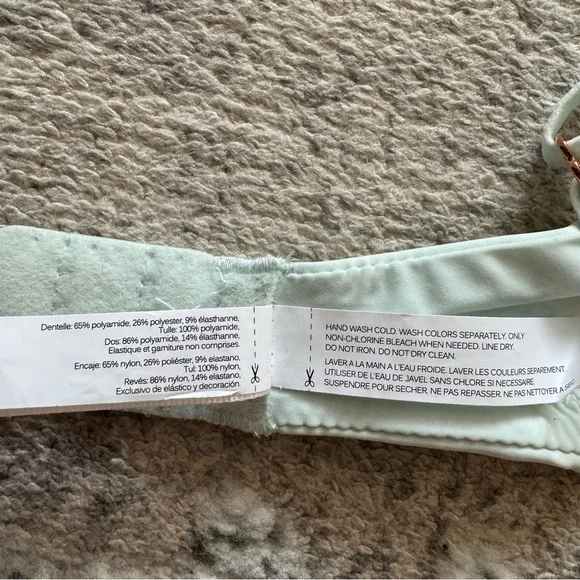 Dentelle: 65% polyamide, 26% polyester, 9% élasthanne,
Tulle: 100% polyamide,
Dos: 86% polyamide, 14% élasthanne,
Elastique et garniture non comprises.
Encaje: 65% nylon, 26% poliéster, 9% elastano,
Tul: 100% nylon,
Revés: 86% nylon, 14% elastano,
Exclusivo de elástico y decoración.
HAND WASH COLD. WASH COLORS SEPARATELY. ONLY
NON-CHLORINE BLEACH WHEN NEEDED. LINE DRY.
DO NOT IRON. DO NOT DRY CLEAN.
LAVER A LA MAIN A L'EAU FROIDE. LAVER LES COULEURS SEPAREMENT.
UTILISER DE L'EAU DE JAVEL SANS CHLORE SI NECESSAIRE.
SUSPENDRE POUR SECHER. NE PAS REPASSER. NE PAS NETTOYER A